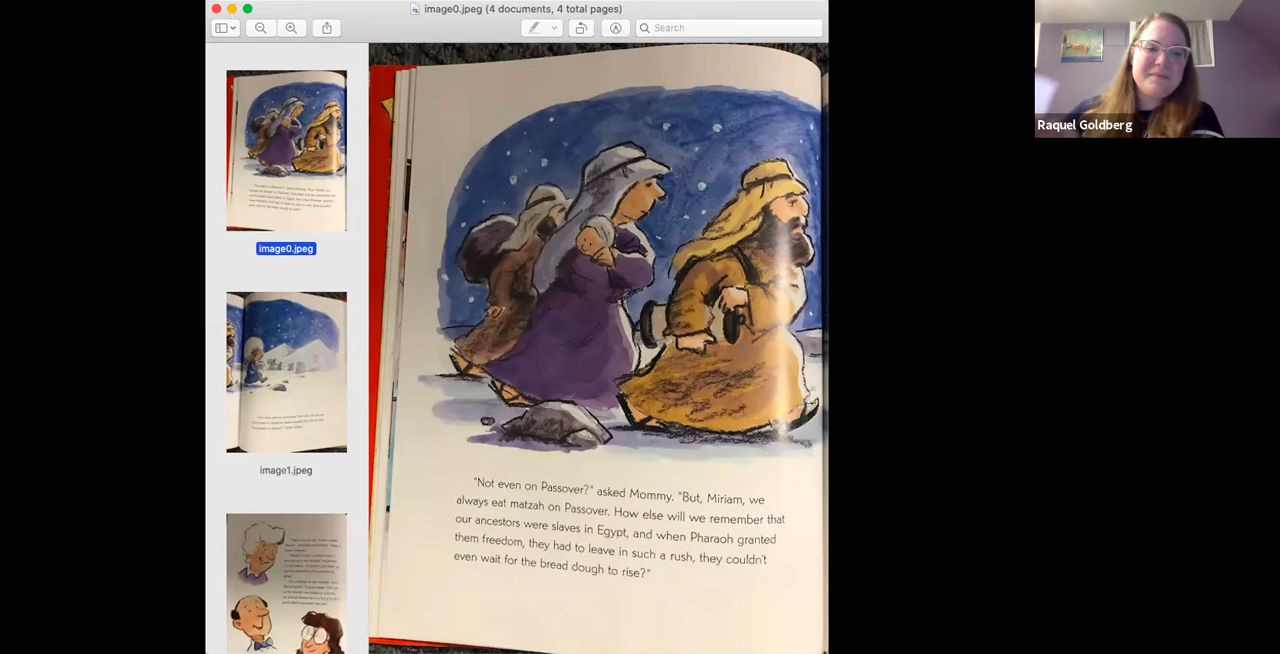 image0.jpeg (4 documents, 4 total pages)
Search
Raquel Goldberg
image0.jpeg
image1.jpeg
"Not even on Passover?" asked Mommy. "But, Miriam, we
always eat matzah on Passover. How else will we remember that
our ancestors were slaves in Egypt, and when Pharaoh granted
them freedom, they had to leave in such a rush, they couldn't
even wait for the bread dough to rise?"